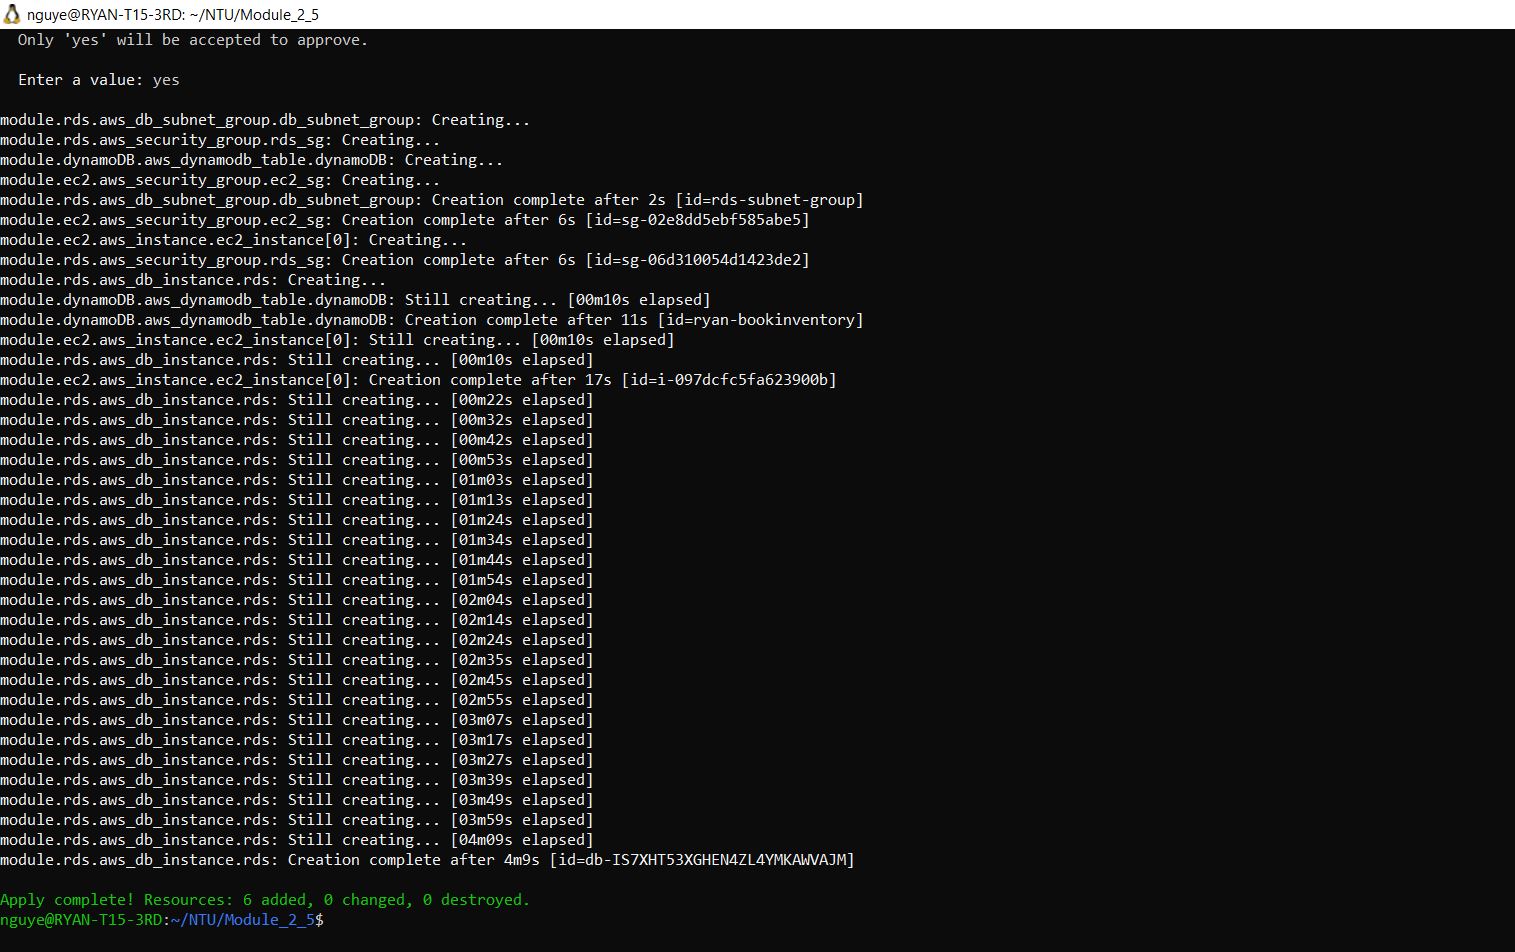 nguye@RYAN-T15-3RD: ~/NTU/Module_2_5
Only 'yes' will be accepted to approve.
Enter a value: yes
module.rds.aws_db_subnet_group.db_subnet_group: Creating...
module.rds.aws_security_group.rds_sg: Creating...
module.dynamoDB.aws_dynamodb_table.dynamoDB: Creating...
module.ec2.aws_security_group.ec2_sg: Creating...
module.rds.aws_db_subnet_group.db_subnet_group: Creation complete after 2s [id=rds-subnet-group]
module.ec2.aws_security_group.ec2_sg: Creation complete after 6s [id=sg-02e8dd5ebf585abe5]
module.ec2.aws_instance.ec2_instance[0]: Creating...
module.rds.aws_security_group.rds_sg: Creation complete after 6s [id=sg-06d310054d1423de2]
module.rds.aws_db_instance.rds: Creating...
module.dynamoDB.aws_dynamodb_table.dynamoDB: Still creating... [00m10s elapsed]
module.dynamoDB.aws_dynamodb_table.dynamoDB: Creation complete after 11s [id=ryan-bookinventory]
module.ec2.aws_instance.ec2_instance[0]: Still creating... [00m10s elapsed]
module.rds.aws_db_instance.rds: Still creating... [00m10s elapsed]
module.ec2.aws_instance.ec2_instance[0]: Creation complete after 17s [id=i-097dcfc5fa623900b]
module.rds.aws_db_instance.rds: Still creating... [00m22s elapsed]
module.rds.aws_db_instance.rds: Still creating... [00m32s elapsed]
module.rds.aws_db_instance.rds: Still creating... [00m42s elapsed]
module.rds.aws_db_instance.rds: Still creating... [00m53s elapsed]
module.rds.aws_db_instance.rds: Still creating... [01m03s elapsed]
module.rds.aws_db_instance.rds: Still creating... [01m13s elapsed]
module.rds.aws_db_instance.rds: Still creating... [01m24s elapsed]
module.rds.aws_db_instance.rds: Still creating... [01m34s elapsed]
module.rds.aws_db_instance.rds: Still creating... [01m44s elapsed]
module.rds.aws_db_instance.rds: Still creating... [01m54s elapsed]
module.rds.aws_db_instance.rds: Still creating... [02m04s elapsed]
module.rds.aws_db_instance.rds: Still creating... [02m14s elapsed]
module.rds.aws_db_instance.rds: Still creating... [02m24s elapsed]
module.rds.aws_db_instance.rds: Still creating... [02m35s elapsed]
module.rds.aws_db_instance.rds: Still creating... [02m45s elapsed]
module.rds.aws_db_instance.rds: Still creating... [02m55s elapsed]
module.rds.aws_db_instance.rds: Still creating... [03m07s elapsed]
module.rds.aws_db_instance.rds: Still creating... [03m17s elapsed]
module.rds.aws_db_instance.rds: Still creating... [03m27s elapsed]
module.rds.aws_db_instance.rds: Still creating... [03m39s elapsed]
module.rds.aws_db_instance.rds: Still creating... [03m49s elapsed]
module.rds.aws_db_instance.rds: Still creating... [03m59s elapsed]
module.rds.aws_db_instance.rds: Still creating... [04m09s elapsed]
module.rds.aws_db_instance.rds: Creation complete after 4m9s [id=db-IS7XHT53XGHEN4ZL4YMKAWVAJM]
Apply complete! Resources: 6 added, 0 changed, 0 destroyed.
nguye@RYAN-T15-3RD:~/NTU/Module_2_5$